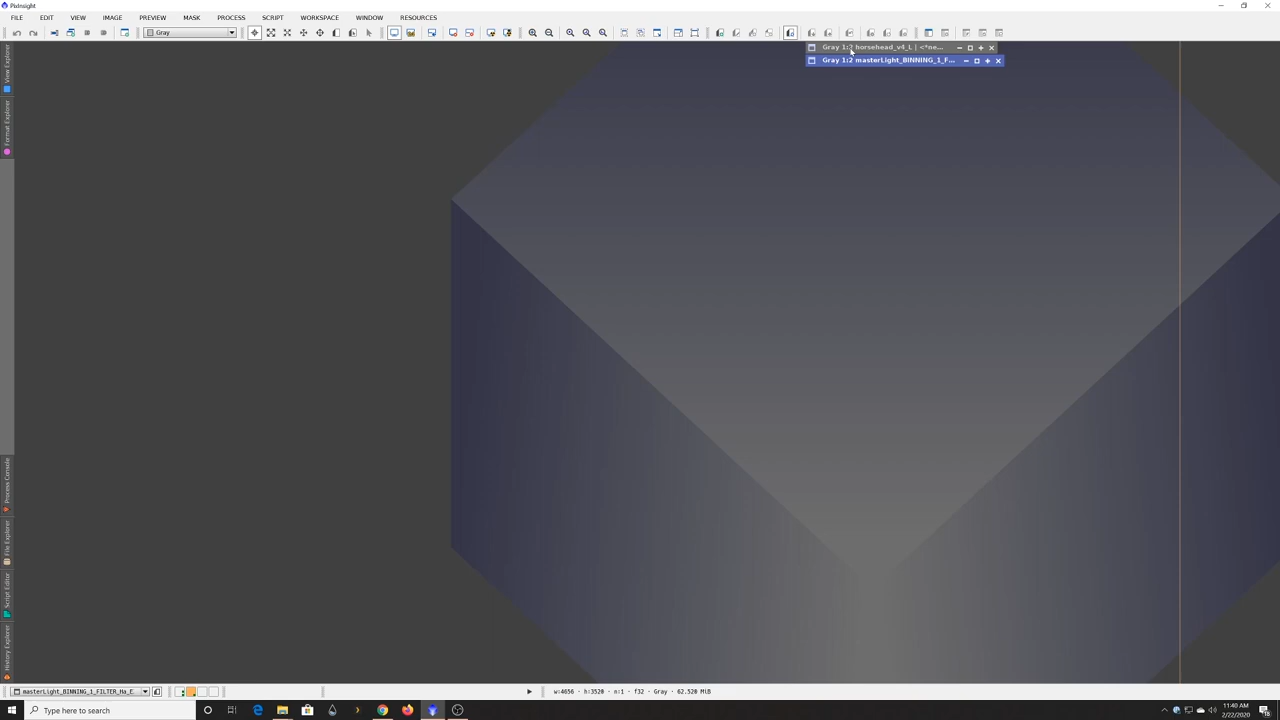 PixInsight
FILE EDIT VIEW IMAGE PREVIEW MASK PROCESS SCRIPT WORKSPACE WINDOW RESOURCES
Gray
Gray 1:2 horsehead_v4_L | <*ne...
Gray 1:2 masterLight_BINNING_1_F...
View Explorer
Format Explorer
Process Console
File Explorer
Script Editor
History Explorer
masterLight_BINNING_1_FILTER_Ha_E
w:4656 · h:3520 · n:1 · f32 · Gray · 62.520 MiB
Type here to search
11:40 AM
2/22/2020